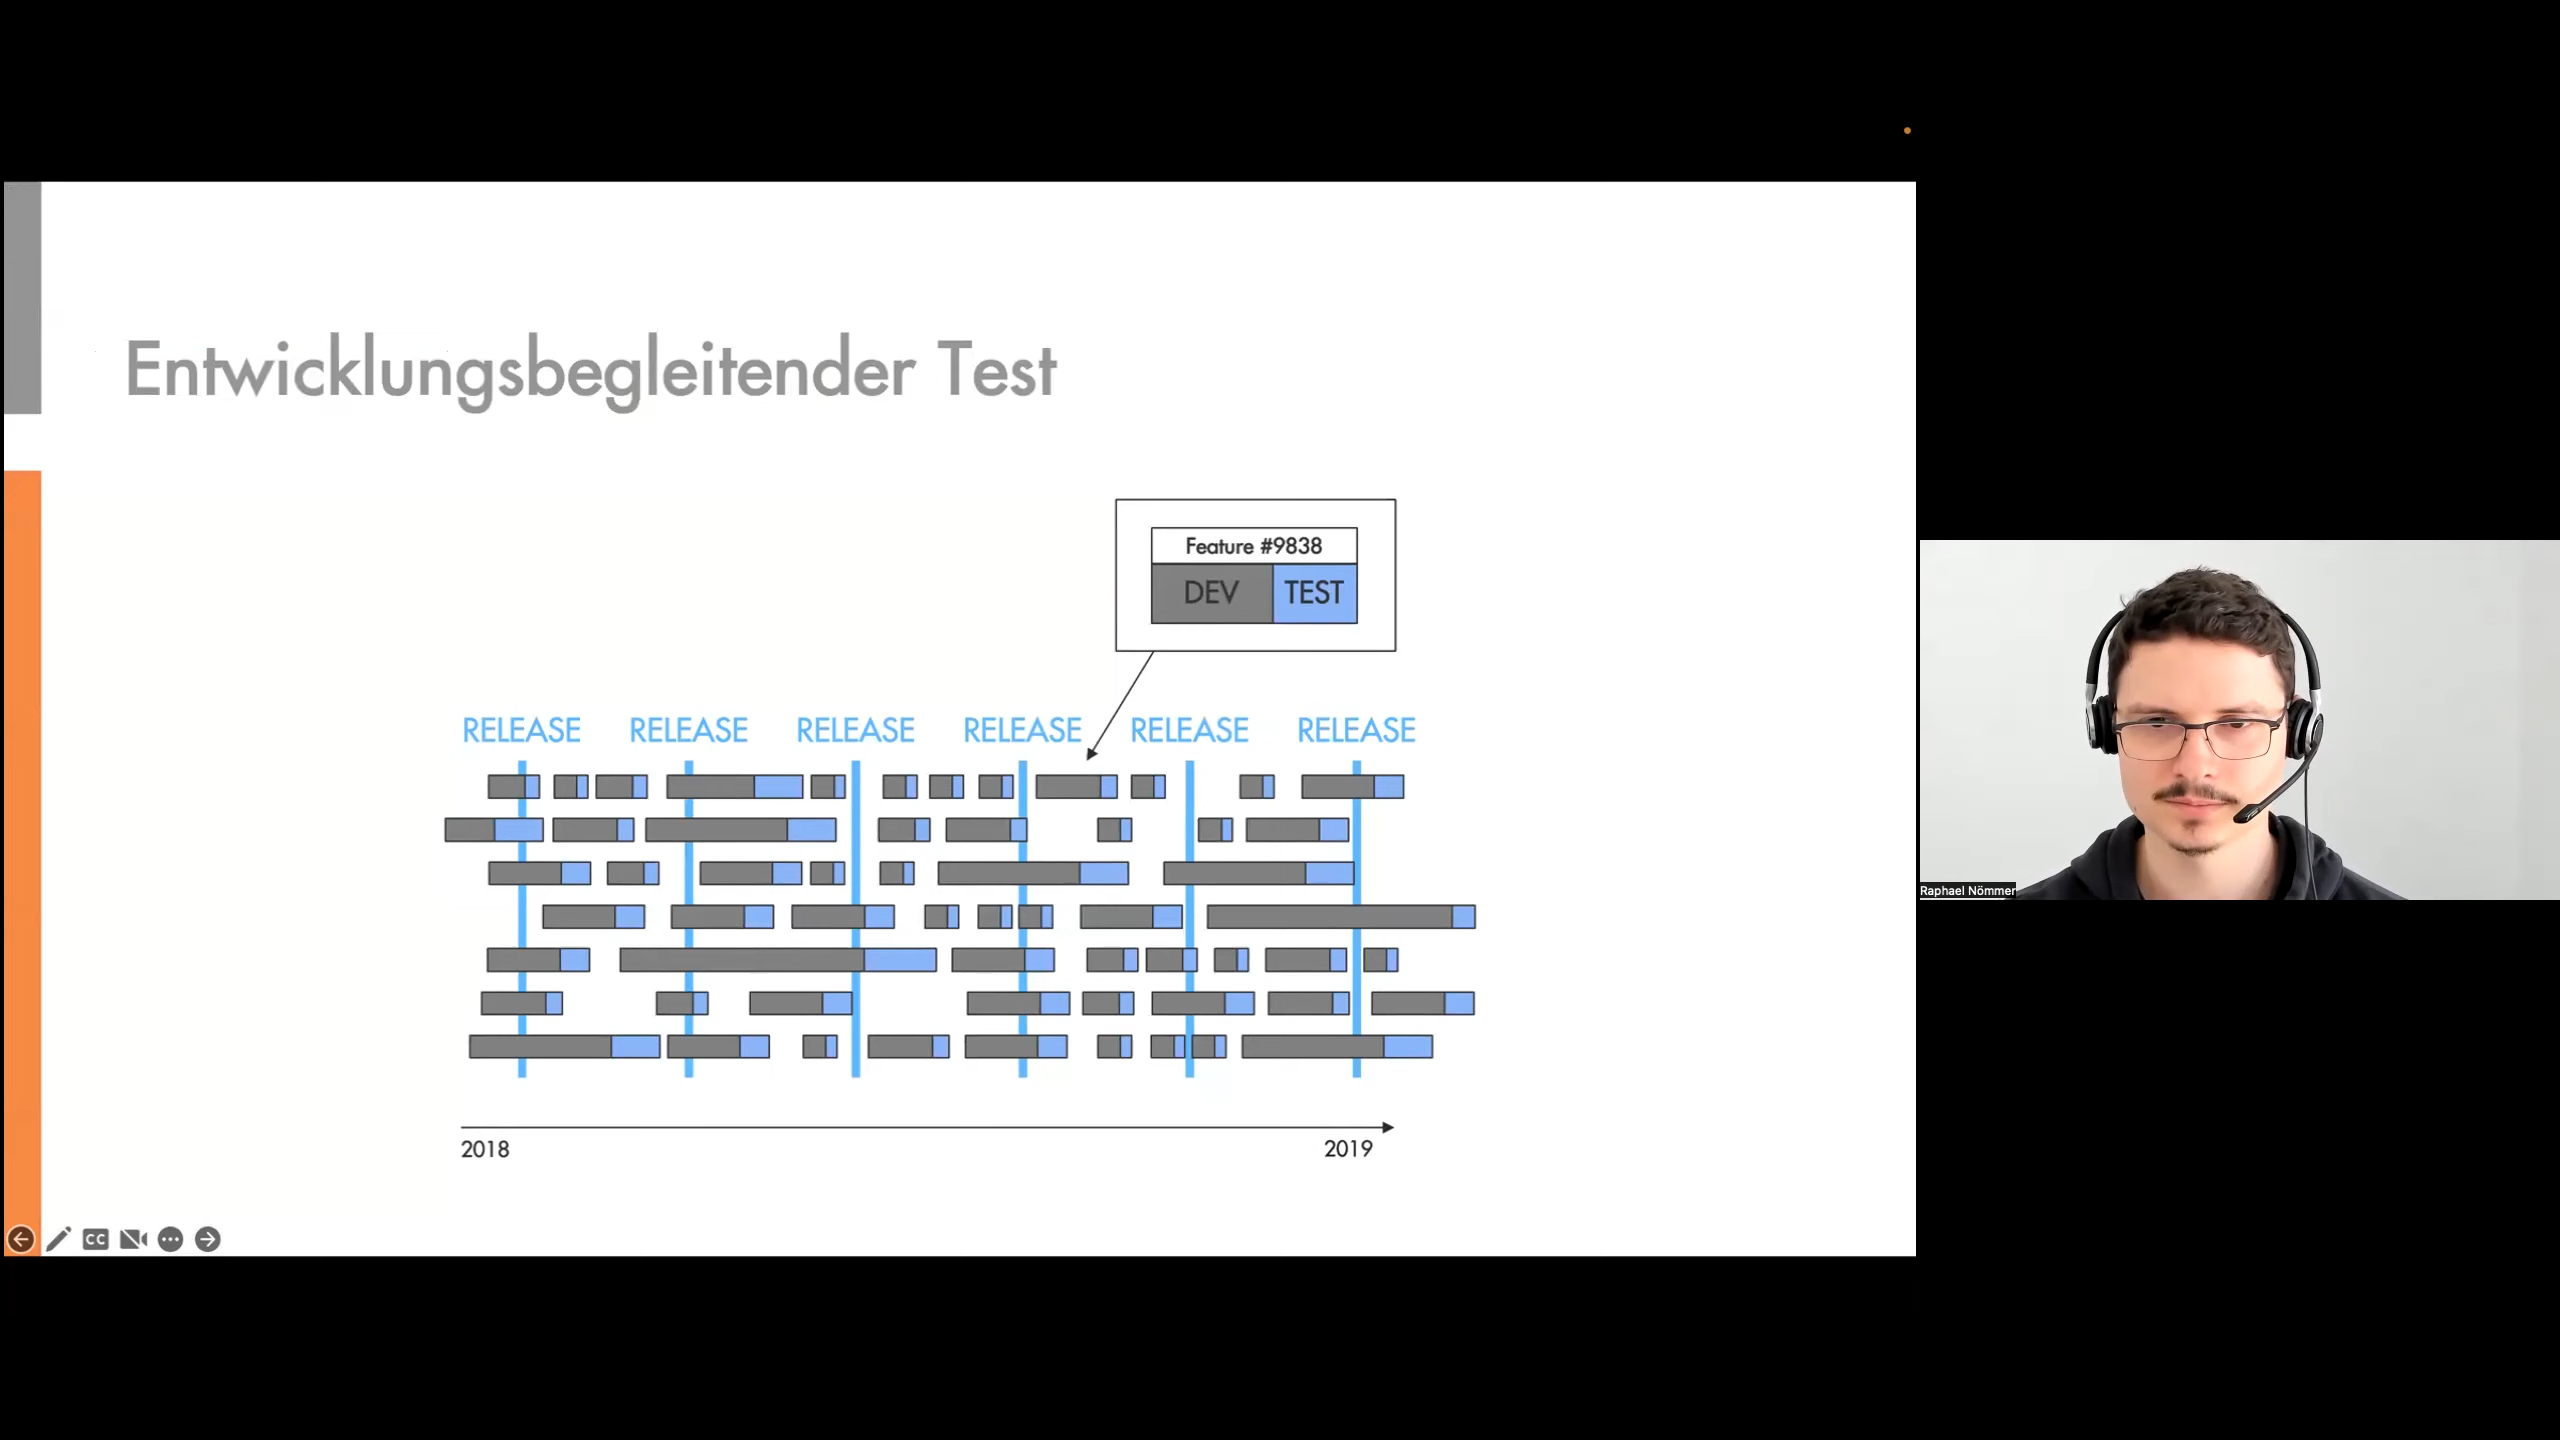 Entwicklungsbegleitender Test
Feature #9838
DEV TEST
RELEASE RELEASE RELEASE RELEASE RELEASE RELEASE
2018 2019
CC
Raphael Nömmer